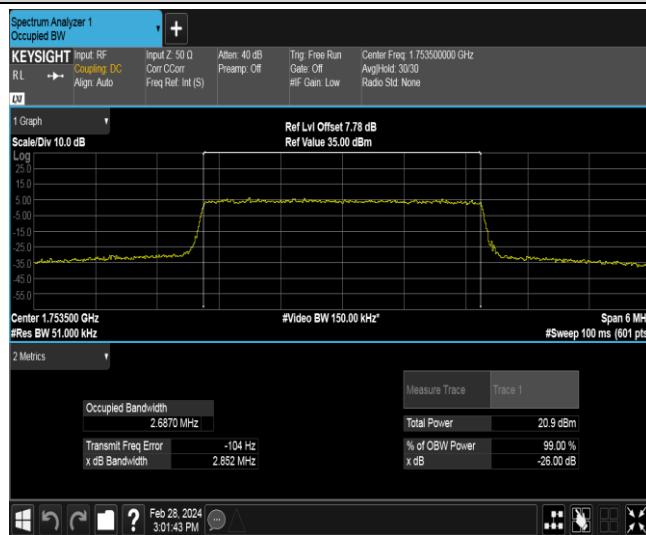 Spectrum Analyzer 1
Occupied BW
+
KEYSIGHT
RL
Input: RF
Coupling: DC
Align: Auto
Input Z: 50 Ω
Corr CCorr
Freq Ref: Int (S)
Atten: 40 dB
Preamp: Off
Trig: Free Run
Gate: Off
#IF Gain: Low
Center Freq: 1.753500000 GHz
Avg|Hold: 30/30
Radio Std: None
LXI
1 Graph
Scale/Div 10.0 dB
Ref Lvl Offset 7.78 dB
Ref Value 35.00 dBm
Log
25.0
15.0
5.00
-5.00
-15.0
-25.0
-35.0
-45.0
-55.0
Center 1.753500 GHz
#Res BW 51.000 kHz
#Video BW 150.00 kHz*
Span 6 MH
#Sweep 100 ms (601 pts
2 Metrics
Measure Trace Trace 1
Occupied Bandwidth
2.6870 MHz
Total Power 20.9 dBm
Transmit Freq Error -104 Hz
% of OBW Power 99.00 %
x dB Bandwidth 2.852 MHz
x dB -26.00 dB
?
Feb 28, 2024
3:01:43 PM